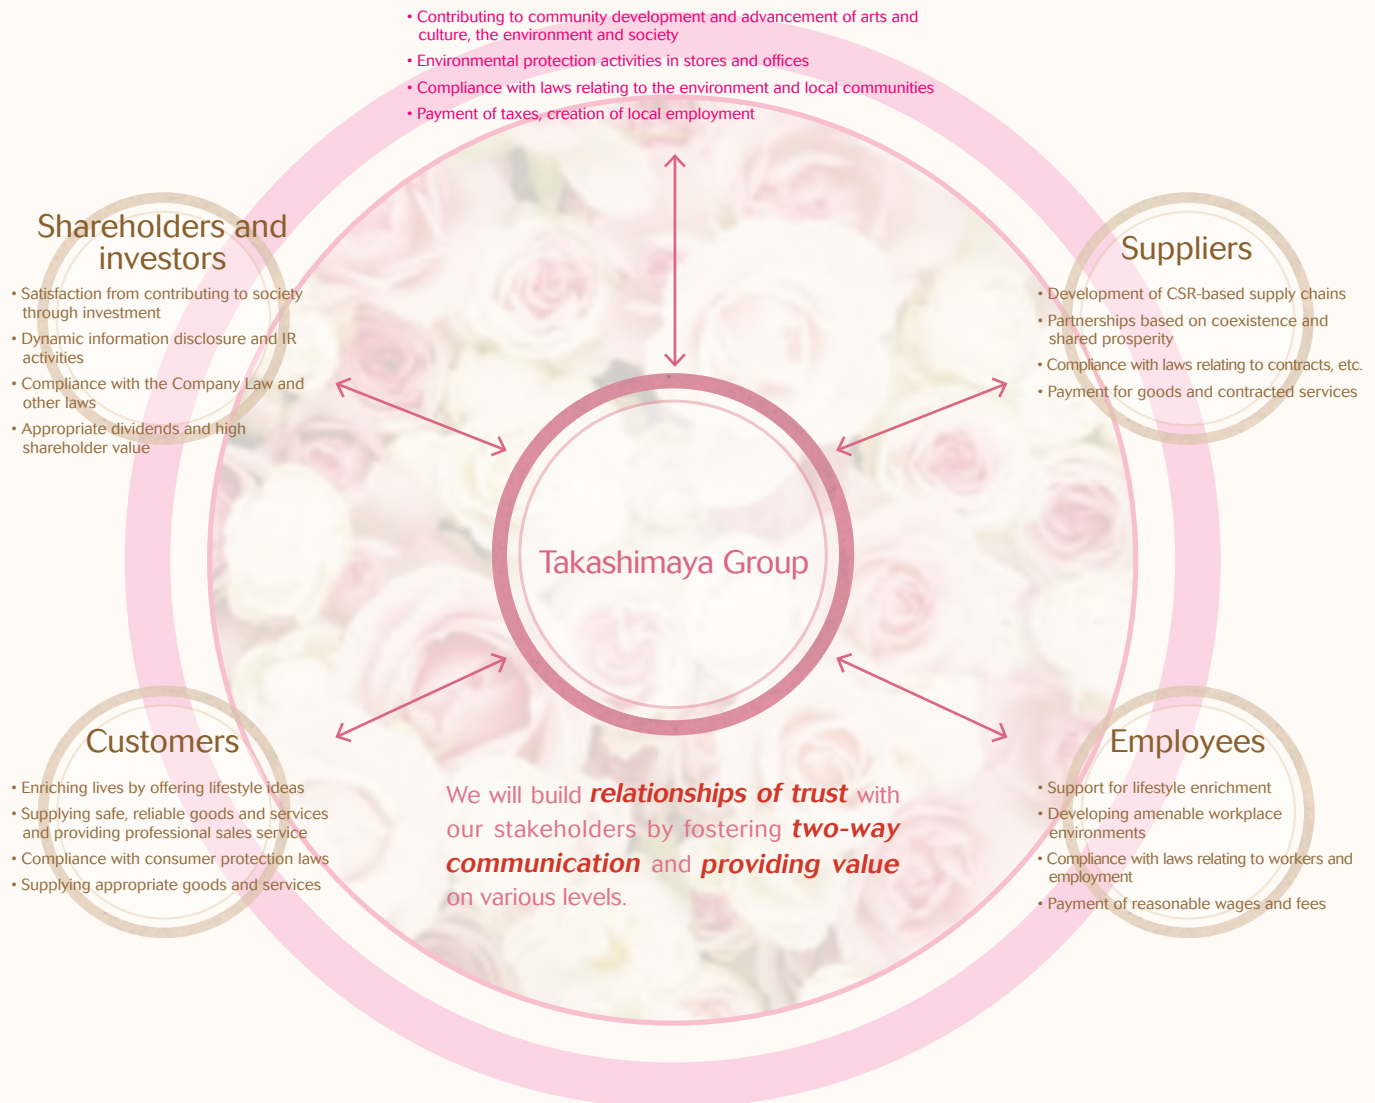 • Contributing to community development and advancement of arts and
culture, the environment and society
• Environmental protection activities in stores and offices
• Compliance with laws relating to the environment and local communities
• Payment of taxes, creation of local employment
Shareholders and
investors
• Satisfaction from contributing to society
through investment
• Dynamic information disclosure and IR
activities
• Compliance with the Company Law and
other laws
• Appropriate dividends and high
shareholder value
Suppliers
• Development of CSR-based supply chains
• Partnerships based on coexistence and
shared prosperity
• Compliance with laws relating to contracts, etc.
• Payment for goods and contracted services
Takashimaya Group
Customers
• Enriching lives by offering lifestyle ideas
• Supplying safe, reliable goods and services
and providing professional sales service
• Compliance with consumer protection laws
• Supplying appropriate goods and services
We will build relationships of trust with
our stakeholders by fostering two-way
communication and providing value
on various levels.
Employees
• Support for lifestyle enrichment
• Developing amenable workplace
environments
• Compliance with laws relating to workers and
employment
• Payment of reasonable wages and fees